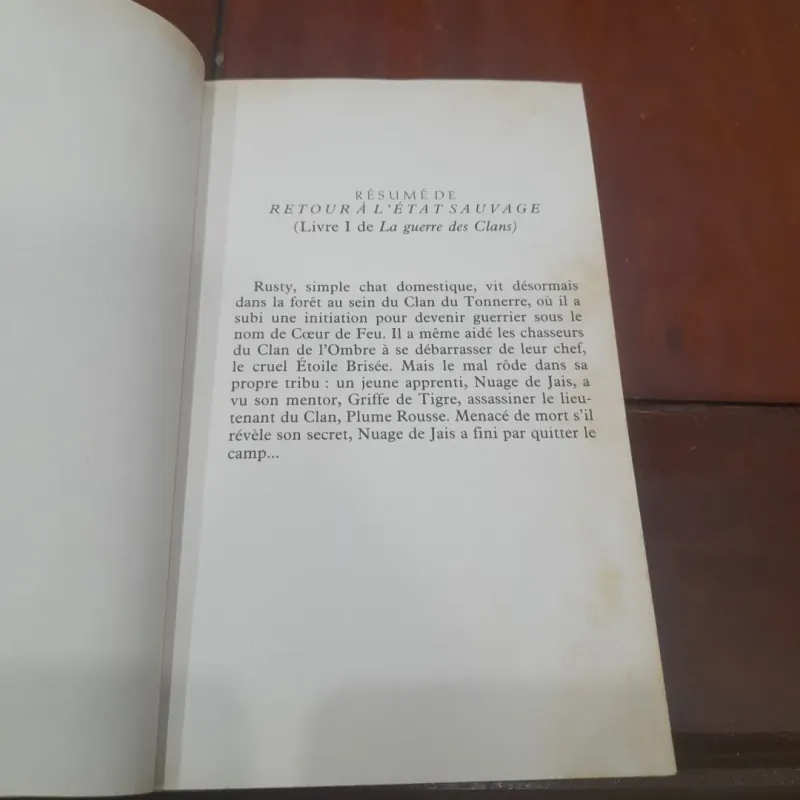 RÉSUMÉ DE
RETOUR À L'ÉTAT SAUVAGE
(Livre I de La guerre des Clans)
Rusty, simple chat domestique, vit désormais
dans la forêt au sein du Clan du Tonnerre, où il a
subi une initiation pour devenir guerrier sous le
nom de Cœur de Feu. Il a même aidé les chasseurs
du Clan de l'Ombre à se débarrasser de leur chef,
le cruel Étoile Brisée. Mais le mal rôde dans sa
propre tribu : un jeune apprenti, Nuage de Jais, a
vu son mentor, Griffe de Tigre, assassiner le lieu-
tenant du Clan, Plume Rousse. Menacé de mort s'il
révèle son secret, Nuage de Jais a fini par quitter le
camp...